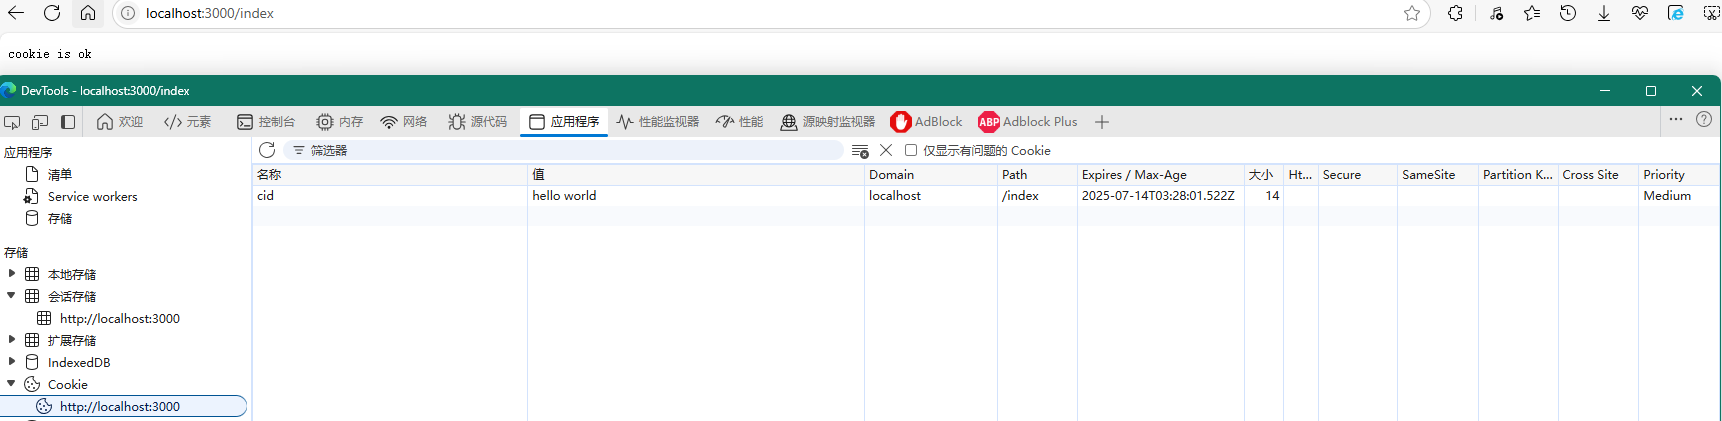 localhost:3000/index
cookie is ok
DevTools - localhost:3000/index
欢迎 元素 控制台 内存 网络 源代码 应用程序 性能监视器 性能 源映射监视器 AdBlock ABP Adblock Plus
应用程序
筛选器 仅显示有问题的 Cookie
清单
Service workers
存储
名称 值 Domain Path Expires / Max-Age 大小 Ht... Secure SameSite Partition K... Cross Site Priority
cid hello world localhost /index 2025-07-14T03:28:01.522Z 14 Medium
存储
本地存储
会话存储
http://localhost:3000
扩展存储
IndexedDB
Cookie
http://localhost:3000